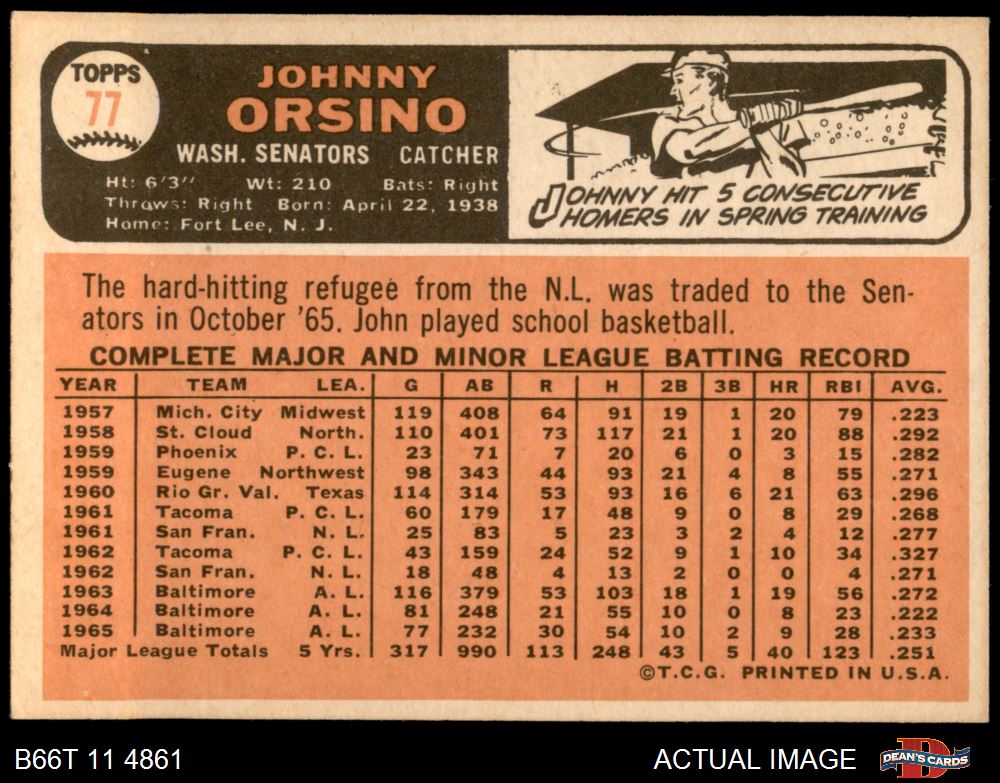 TOPPS
77
JOHNNY
ORSINO
WASH. SENATORS CATCHER
Ht: 6'3" Wt: 210 Bats: Right
Throws: Right Born: April 22, 1938
Home: Fort Lee, N. J.
JOHNNY HIT 5 CONSECUTIVE
HOMERS IN SPRING TRAINING
The hard-hitting refugee from the N.L. was traded to the Sen-
ators in October '65. John played school basketball.
COMPLETE MAJOR AND MINOR LEAGUE BATTING RECORD
YEAR TEAM LEA. G AB R H 2B 3B HR RBI AVG.
1957 Mich. City Midwest 119 408 64 91 19 1 20 79 .223
1958 St. Cloud North. 110 401 73 117 21 1 20 88 .292
1959 Phoenix P. C. L. 23 71 7 20 6 0 3 15 .282
1959 Eugene Northwest 98 343 44 93 21 4 8 55 .271
1960 Rio Gr. Val. Texas 114 314 53 93 16 6 21 63 .296
1961 Tacoma P. C. L. 60 179 17 48 9 0 8 29 .268
1961 San Fran. N. L. 25 83 5 23 3 2 4 12 .277
1962 Tacoma P. C. L. 43 159 24 52 9 1 10 34 .327
1962 San Fran. N. L. 18 48 4 13 2 0 0 4 .271
1963 Baltimore A. L. 116 379 53 103 18 1 19 56 .272
1964 Baltimore A. L. 81 248 21 55 10 0 8 23 .222
1965 Baltimore A. L. 77 232 30 54 10 2 9 28 .233
Major League Totals 5 Yrs. 317 990 113 248 43 5 40 123 .251
©T.C.G. PRINTED IN U.S.A.
B66T 11 4861
ACTUAL IMAGE
DEAN'S CARDS